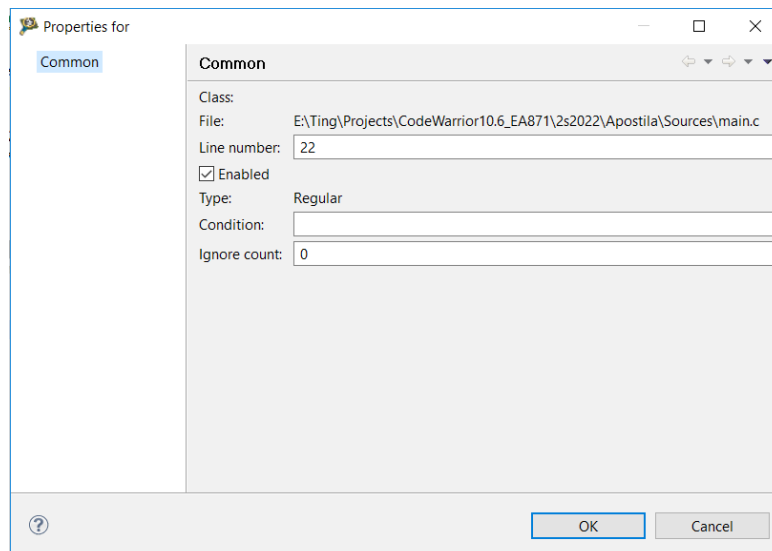 Properties for
Common
Common
Class:
File: E:\Ting\Projects\CodeWarrior10.6_EA871\2s2022\Apostila\Sources\main.c
Line number: 22
Enabled
Type: Regular
Condition:
Ignore count: 0
?
OK Cancel